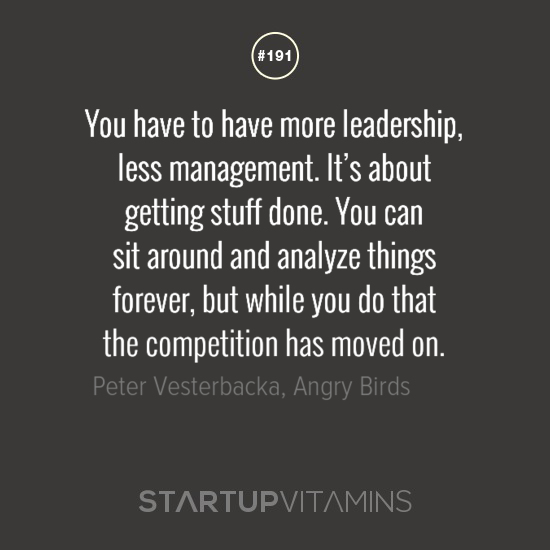 #191
You have to have more leadership,
less management. It’s about
getting stuff done. You can
sit around and analyze things
forever, but while you do that
the competition has moved on.
Peter Vesterbacka, Angry Birds
STARTUPVITAMINS